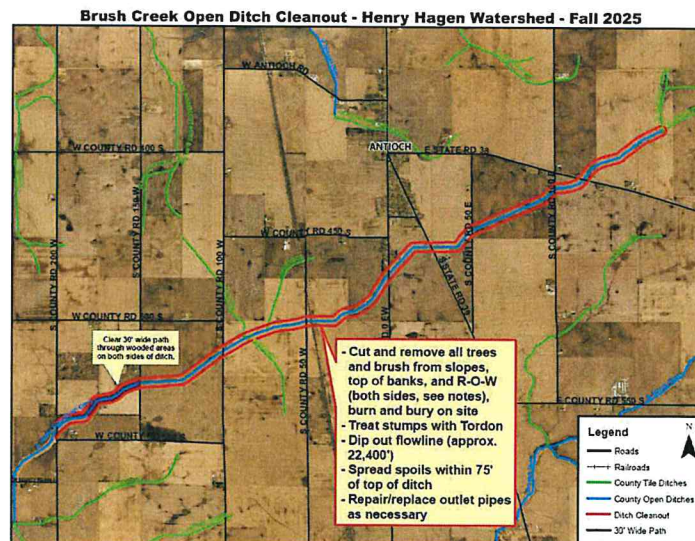 Brush Creek Open Ditch Cleanout - Henry Hagen Watershed - Fall 2025
W ANTIOCH RD
W COUNTY RD 400 S
ANTIOCH
E STATE RD 38
S COUNTY RD 200 W
S COUNTY RD 150 W
S COUNTY RD 100 W
S COUNTY RD 50 E
S COUNTY RD 100 E
W COUNTY RD 450 S
S STATE RD 39
W COUNTY RD 500 S
S COUNTY RD 50 W
Clear 30' wide path
through wooded areas
on both sides of ditch.
- Cut and remove all trees
and brush from slopes,
top of banks, and R-O-W
(both sides, see notes),
burn and bury on site
- Treat stumps with Tordon
- Dip out flowline (approx.
22,400')
- Spread spoils within 75'
of top of ditch
- Repair/replace outlet pipes
as necessary
E COUNTY RD 550 S
W COUNTY RD
Legend
N
Roads
Railroads
County Tile Ditches
County Open Ditches
Ditch Cleanout
30' Wide Path